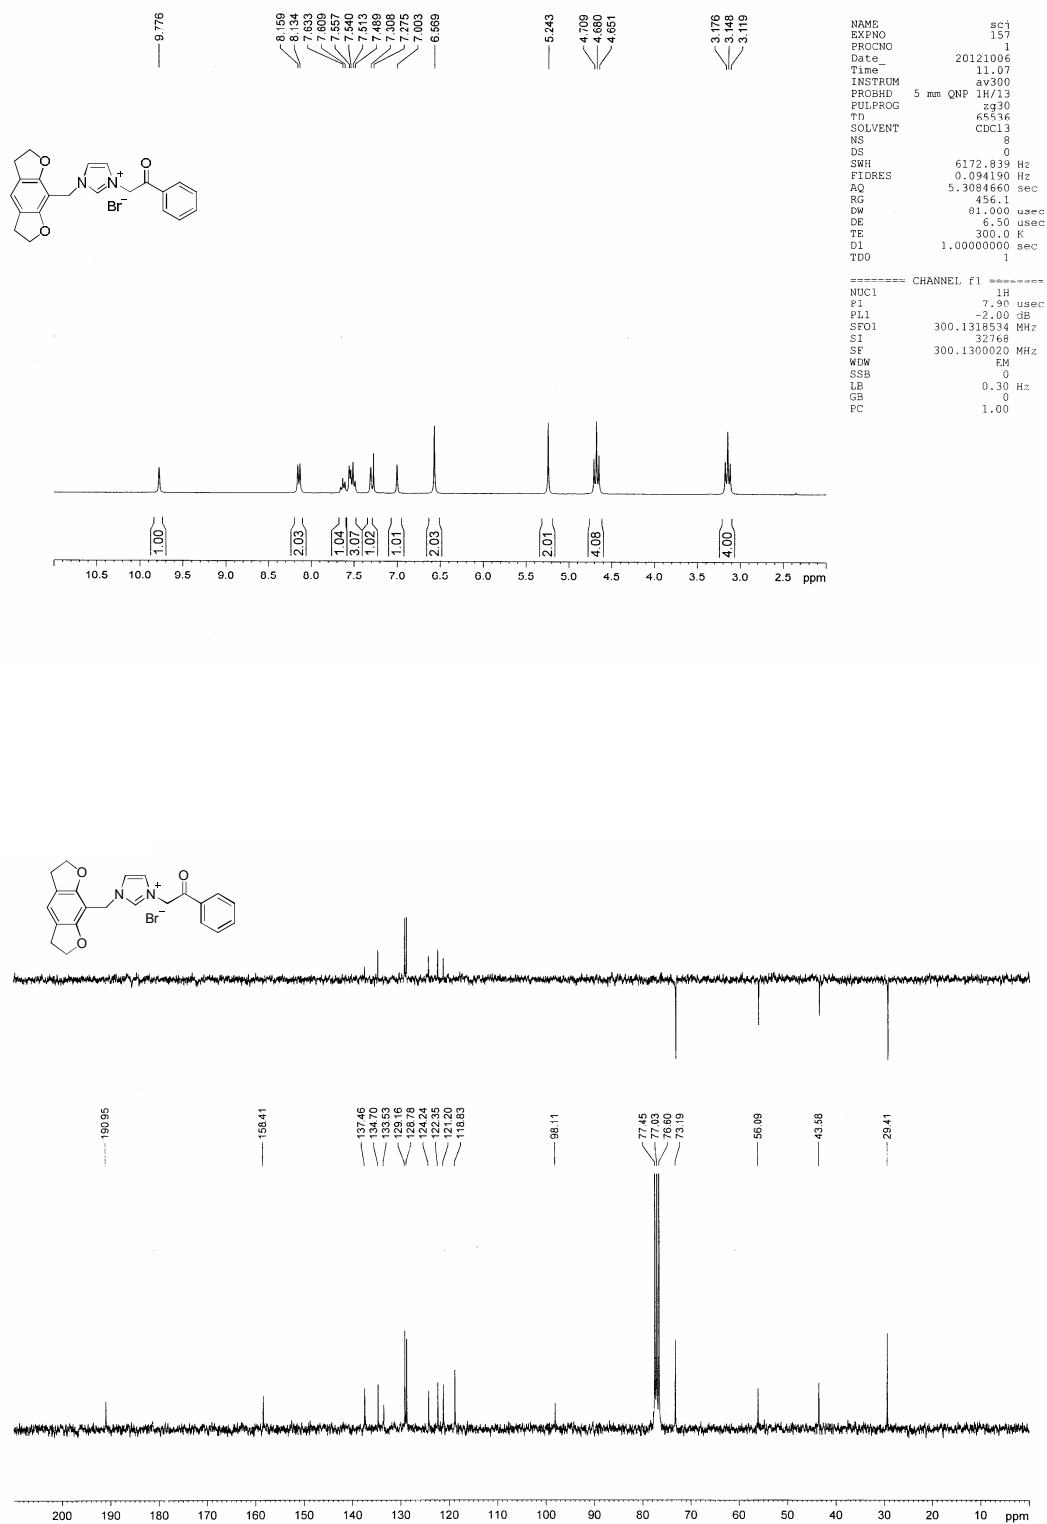 9.776
8.159
8.134
7.633
7.609
7.557
7.540
7.513
7.489
7.308
7.275
7.003
6.569
5.243
4.709
4.680
4.651
3.176
3.148
3.119
NAME scj
EXPNO 157
PROCNO 1
Date_ 20121006
Time 11.07
INSTRUM av300
PROBHD 5 mm QNP 1H/13
PULPROG zg30
TD 65536
SOLVENT CDCl3
NS 8
DS 0
SWH 6172.839 Hz
FIDRES 0.094190 Hz
AQ 5.3084660 sec
RG 456.1
DW 81.000 usec
DE 6.50 usec
TE 300.0 K
D1 1.00000000 sec
TD0 1
======== CHANNEL f1 ========
NUC1 1H
P1 7.90 usec
PL1 -2.00 dB
SFO1 300.1318534 MHz
SI 32768
SF 300.1300020 MHz
WDW EM
SSB 0
LB 0.30 Hz
GB 0
PC 1.00
O
O
N
N
+
O
Br−
1.00
2.03
1.04
3.07
1.02
1.01
2.03
2.01
4.08
4.00
10.5 10.0 9.5 9.0 8.5 8.0 7.5 7.0 6.5 6.0 5.5 5.0 4.5 4.0 3.5 3.0 2.5 ppm
O
O
N
N
+
O
Br−
190.95
158.41
137.46
134.70
133.53
129.16
128.78
124.24
122.35
121.20
118.83
98.11
77.45
77.03
76.60
73.19
56.09
43.58
29.41
200 190 180 170 160 150 140 130 120 110 100 90 80 70 60 50 40 30 20 10 ppm